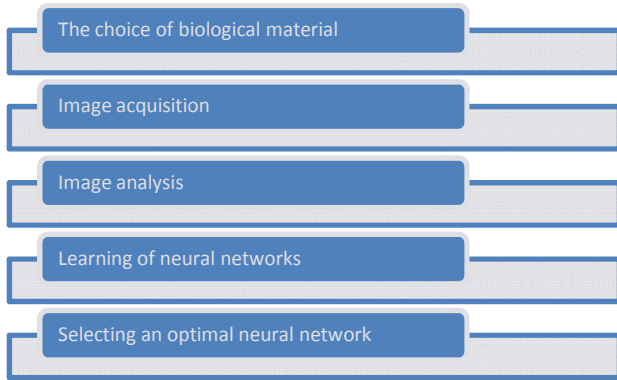 The choice of biological material
Image acquisition
Image analysis
Learning of neural networks
Selecting an optimal neural network